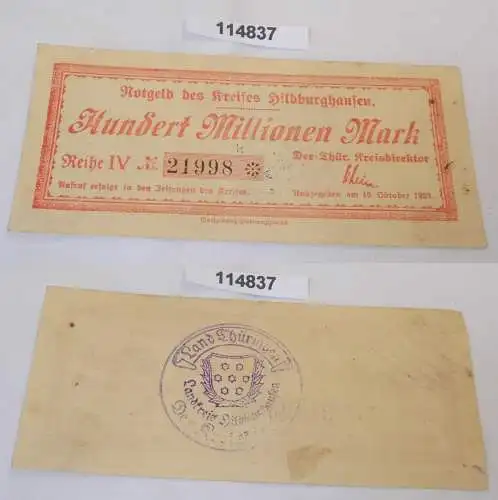 114837
Notgeld des Kreises Hildburghausen.
Hundert Millionen Mark
Reihe IV № 21998 ✻
Der Thür. Kreisdirektor
Aufruf erfolgt in den Zeitungen des Kreises.
Ausgegeben am 10. Oktober 1923.
114837
Land Thüringen
Landkreis Hildburghausen